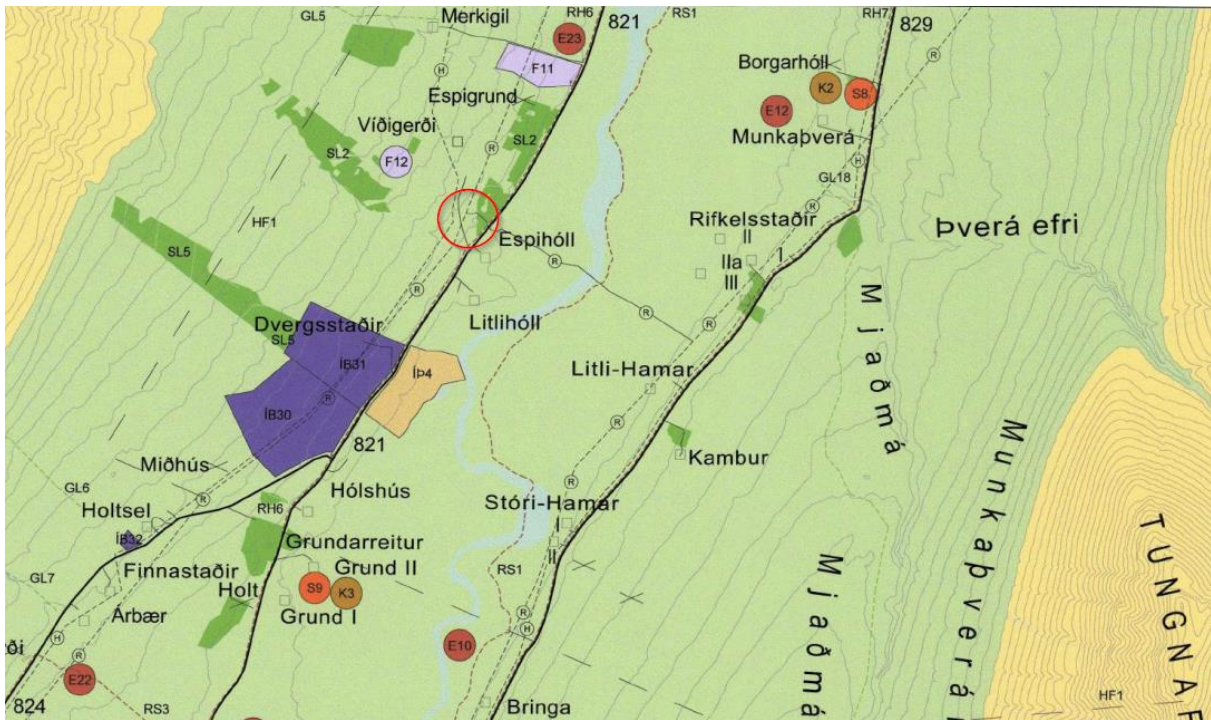 GL5
Merkigil
RH6
821
RS1
RH7
829
E23
F11
R
H
Borgarhóll
K2
S8
E12
Espigrund
Munkaþverá
Víðigerði
SL2
R
SL2
F12
H
GL18
HF1
R
Rifkelsstaðir
II
Þverá efri
Espihóll
IIa
I
SL5
R
III
R
Litlihóll
R
R
Dvergsstaðir
SL5
ÍB31
ÍÞ4
Litli-Hamar
R
ÍB30
R
821
Kambur
Miðhús
GL6
Hólshús
R
R
Holtsel
RH6
Stóri-Hamar
ÍB32
I
II
Grundarreitur
Finnastaðir
Grund II
GL7
Holt
S9
K3
RS1
Grund I
Árbær
R
H
H
E10
R
ði
E22
824
RS3
Bringa
Mjaðmá
Mjaðmá
Munkaþverá
TUNGNAF
HF1